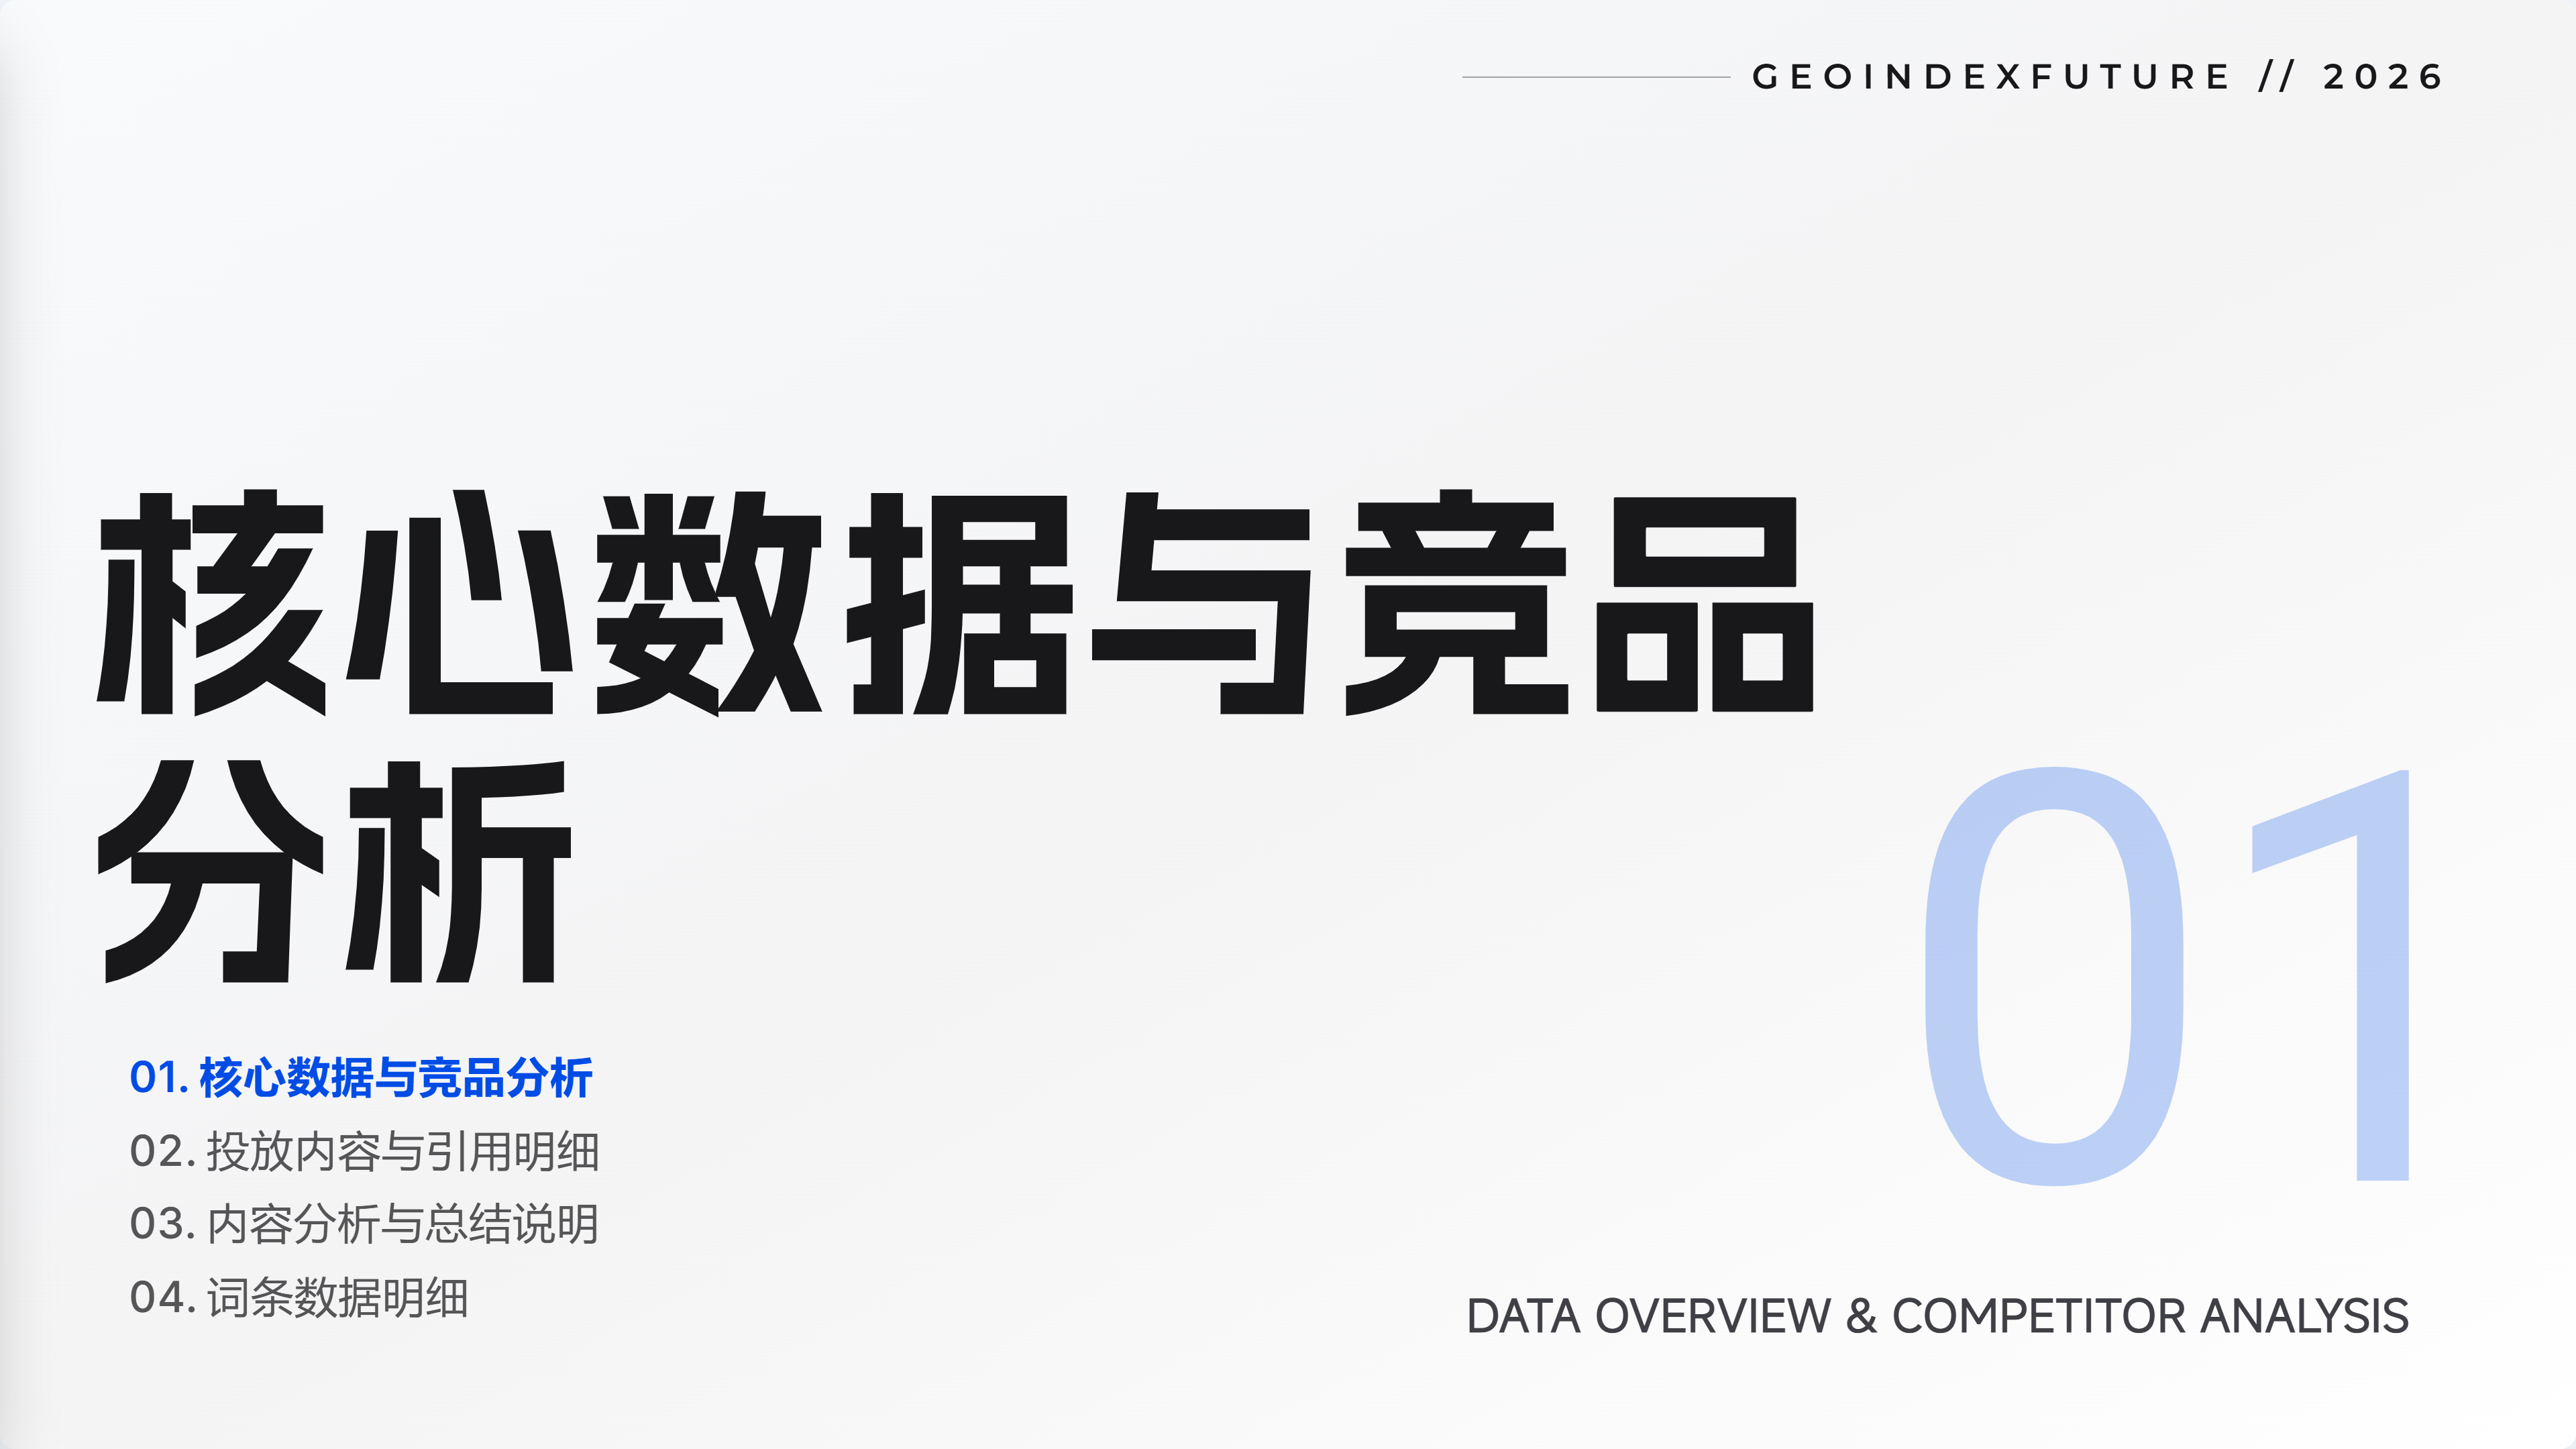 GEOINDEXFUTURE // 2026
核心数据与竞品
分析
01
01. 核心数据与竞品分析
02. 投放内容与引用明细
03. 内容分析与总结说明
04. 词条数据明细
DATA OVERVIEW & COMPETITOR ANALYSIS